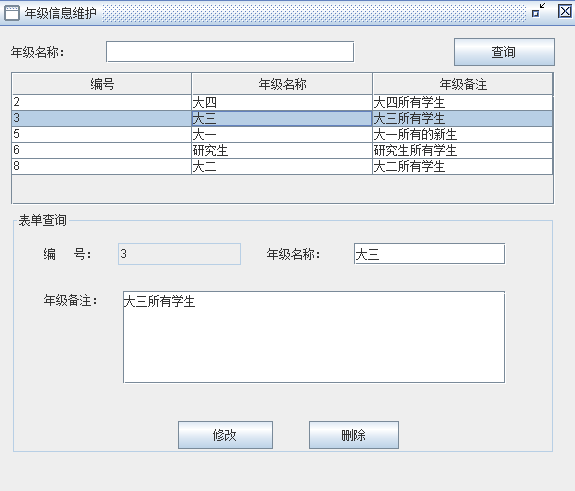 年级信息维护
年级名称：
查询
编号 年级名称 年级备注
2 大四 大四所有学生
3 大三 大三所有学生
5 大一 大一所有的新生
6 研究生 研究生所有学生
8 大二 大二所有学生
表单查询
编 号： 3 年级名称： 大三
年级备注： 大三所有学生
修改 删除